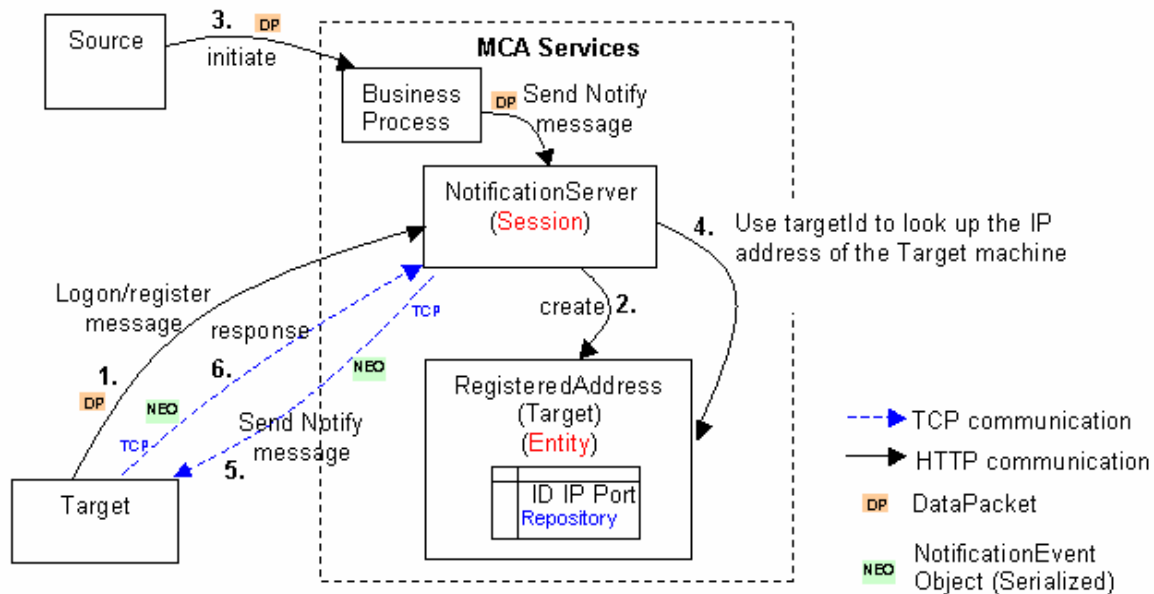 3.
DP
Source
initiate
MCA Services
Business
Process
DP
Send Notify
message
NotificationServer
(Session)
4.
Use targetId to look up the IP
address of the Target machine
Logon/register
message
TCP
response
create
2.
1.
6.
NEO
DP
NEO
RegisteredAddress
(Target)
(Entity)
Send Notify
message
TCP
5.
ID IP Port
Repository
Target
TCP communication
HTTP communication
DP
DataPacket
NEO
NotificationEvent
Object (Serialized)